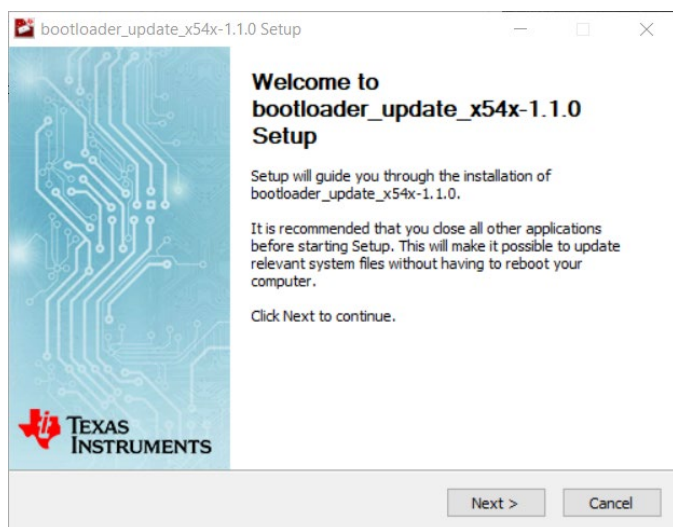 bootloader_update_x54x-1.1.0 Setup
Welcome to
bootloader_update_x54x-1.1.0
Setup
Setup will guide you through the installation of
bootloader_update_x54x-1.1.0.
It is recommended that you close all other applications
before starting Setup. This will make it possible to update
relevant system files without having to reboot your
computer.
Click Next to continue.
TEXAS
INSTRUMENTS
Next >
Cancel